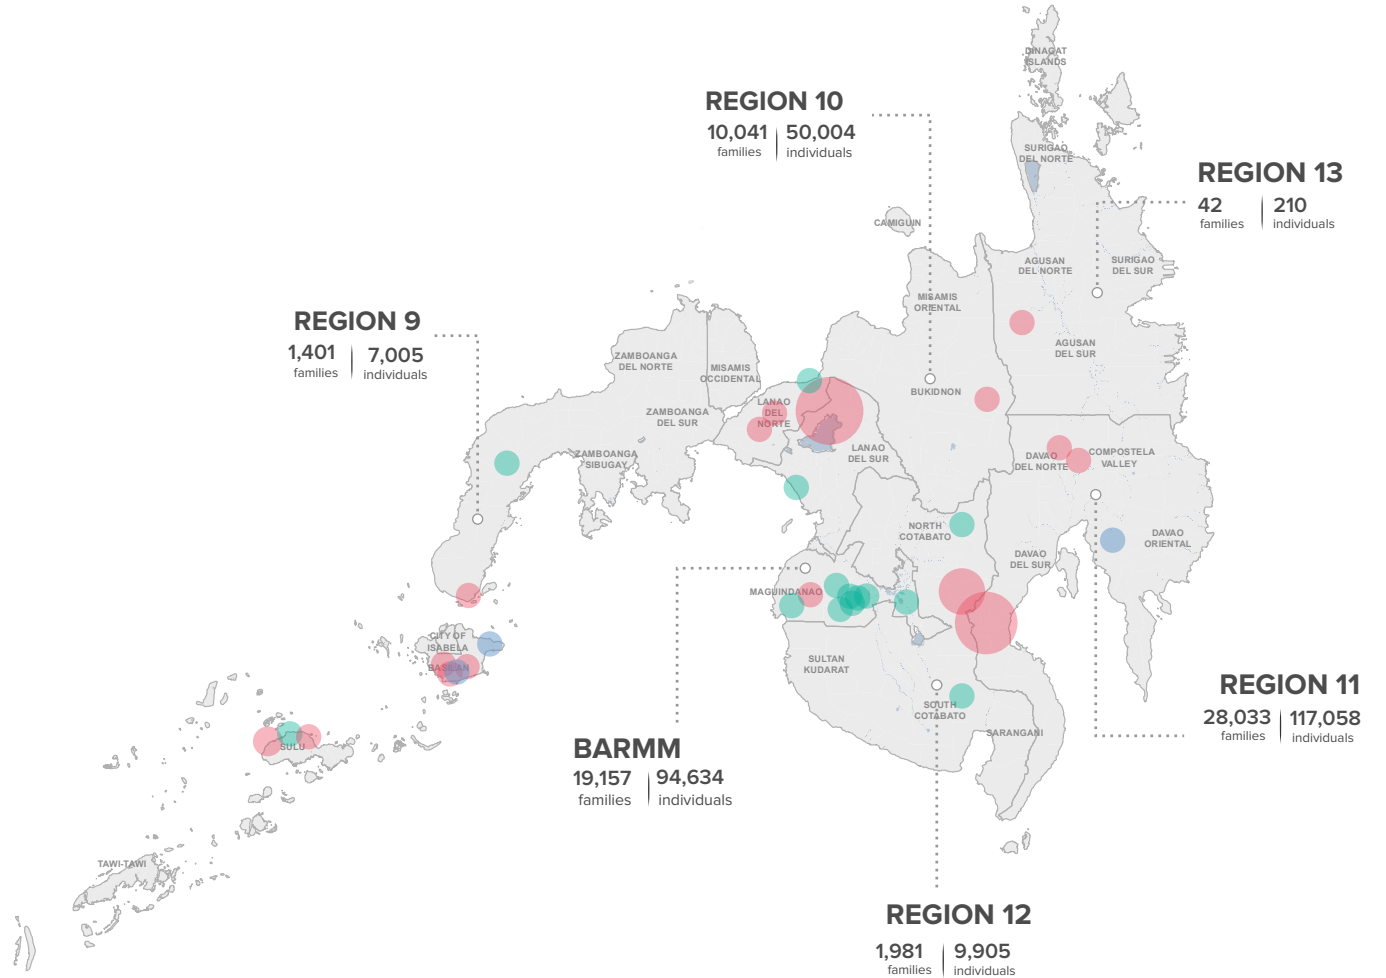 DINAGAT
ISLANDS
REGION 10
10,041 50,004
families individuals
SURIGAO
DEL NORTE
REGION 13
42 210
families individuals
CAMIGUIN
AGUSAN
DEL NORTE
SURIGAO
DEL SUR
MISAMIS
ORIENTAL
REGION 9
1,401 7,005
families individuals
ZAMBOANGA
DEL NORTE
MISAMIS
OCCIDENTAL
AGUSAN
DEL SUR
BUKIDNON
LANAO
DEL
NORTE
ZAMBOANGA
DEL SUR
ZAMBOANGA
SIBUGAY
LANAO
DEL SUR
DAVAO
DEL NORTE
COMPOSTELA
VALLEY
NORTH
COTABATO
DAVAO
ORIENTAL
DAVAO
DEL SUR
MAGUINDANAO
CITY OF
ISABELA
BASILAN
SULTAN
KUDARAT
SOUTH
COTABATO
SARANGANI
REGION 11
28,033 117,058
families individuals
SULU
BARMM
19,157 94,634
families individuals
TAWI-TAWI
REGION 12
1,981 9,905
families individuals